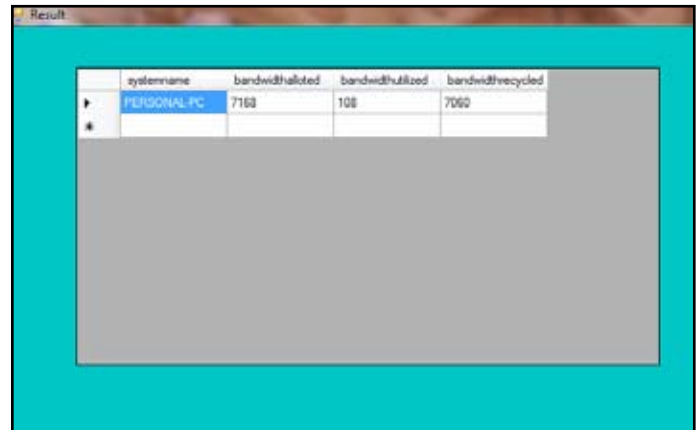 Result
systemname bandwidthalloted bandwidthutilized bandwidthrecycled
PERSONAL-PC 7168 108 7060